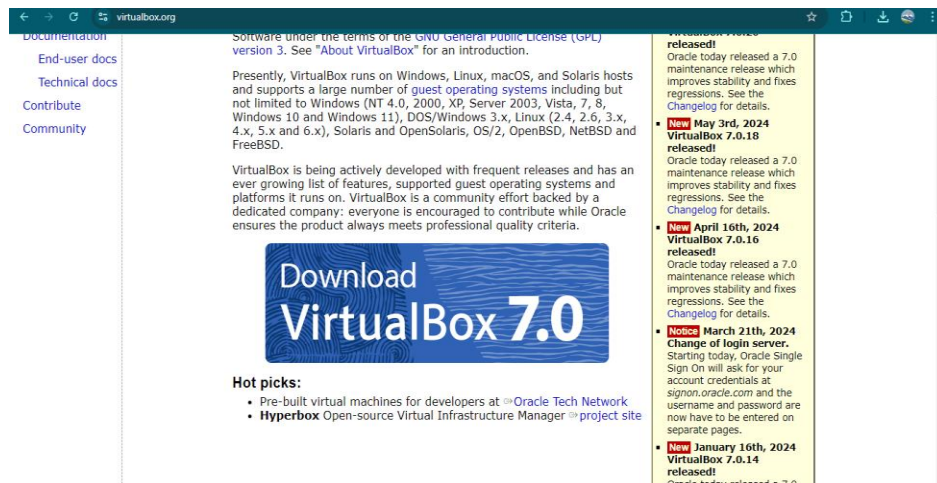 virtualbox.org
Documentation
End-user docs
Technical docs
Contribute
Community
Software under the terms of the GNU General Public License (GPL)
version 3. See "About VirtualBox" for an introduction.
Presently, VirtualBox runs on Windows, Linux, macOS, and Solaris hosts
and supports a large number of guest operating systems including but
not limited to Windows (NT 4.0, 2000, XP, Server 2003, Vista, 7, 8,
Windows 10 and Windows 11), DOS/Windows 3.x, Linux (2.4, 2.6, 3.x,
4.x, 5.x and 6.x), Solaris and OpenSolaris, OS/2, OpenBSD, NetBSD and
FreeBSD.
VirtualBox is being actively developed with frequent releases and has an
ever growing list of features, supported guest operating systems and
platforms it runs on. VirtualBox is a community effort backed by a
dedicated company: everyone is encouraged to contribute while Oracle
ensures the product always meets professional quality criteria.
Download
VirtualBox 7.0
Hot picks:
• Pre-built virtual machines for developers at Oracle Tech Network
• Hyperbox Open-source Virtual Infrastructure Manager project site
released!
Oracle today released a 7.0
maintenance release which
improves stability and fixes
regressions. See the
Changelog for details.
New May 3rd, 2024
VirtualBox 7.0.18
released!
Oracle today released a 7.0
maintenance release which
improves stability and fixes
regressions. See the
Changelog for details.
New April 16th, 2024
VirtualBox 7.0.16
released!
Oracle today released a 7.0
maintenance release which
improves stability and fixes
regressions. See the
Changelog for details.
Notice March 21th, 2024
Change of login server.
Starting today, Oracle Single
Sign On will ask for your
account credentials at
signon.oracle.com and the
username and password are
now have to be entered on
separate pages.
New January 16th, 2024
VirtualBox 7.0.14
released!
Oracle today released a 7.0